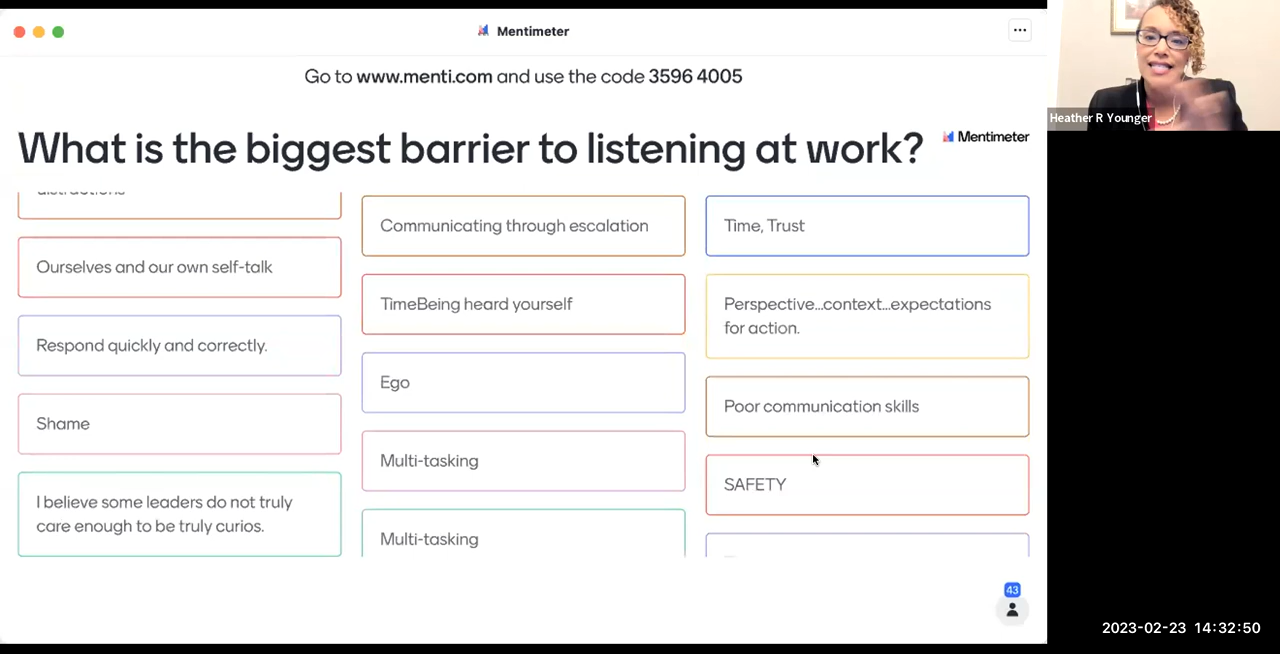 Mentimeter
Go to www.menti.com and use the code 3596 4005
What is the biggest barrier to listening at work?
Mentimeter
distractions
Ourselves and our own self-talk
Respond quickly and correctly.
Shame
I believe some leaders do not truly
care enough to be truly curios.
Communicating through escalation
TimeBeing heard yourself
Ego
Multi-tasking
Multi-tasking
Time, Trust
Perspective...context...expectations
for action.
Poor communication skills
SAFETY
43
Heather R Younger
2023-02-23 14:32:50